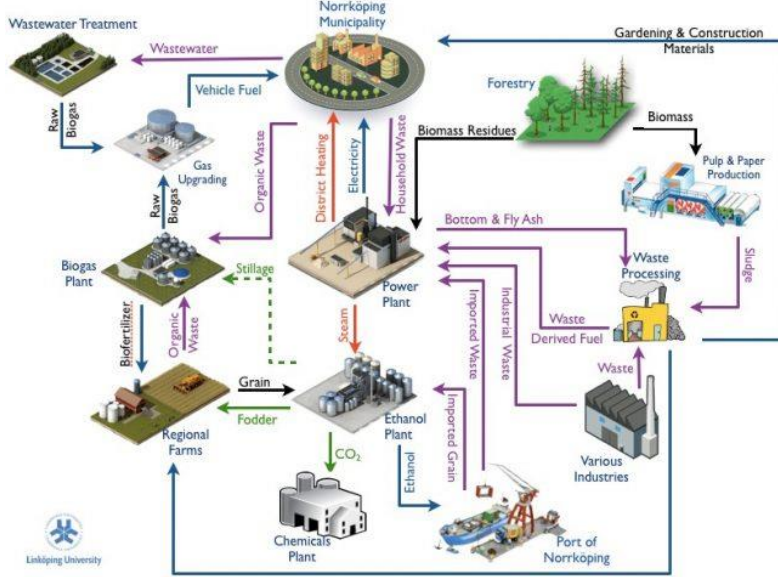 Wastewater Treatment
Norrköping
Municipality
Gardening & Construction
Materials
Wastewater
Vehicle Fuel
Forestry
Raw
Biogas
Gas
Upgrading
Organic Waste
District Heating
Electricity
Household Waste
Biomass Residues
Biomass
Pulp & Paper
Production
Raw
Biogas
Biogas
Plant
Stillage
Power
Plant
Bottom & Fly Ash
Waste
Processing
Sludge
Biofertilizer
Organic
Waste
Steam
Imported Waste
Industrial Waste
Waste
Derived Fuel
Waste
Grain
Fodder
Regional
Farms
Ethanol
Plant
Imported Grain
CO₂
Ethanol
Various
Industries
Chemicals
Plant
Port of
Norrköping
Linköping University